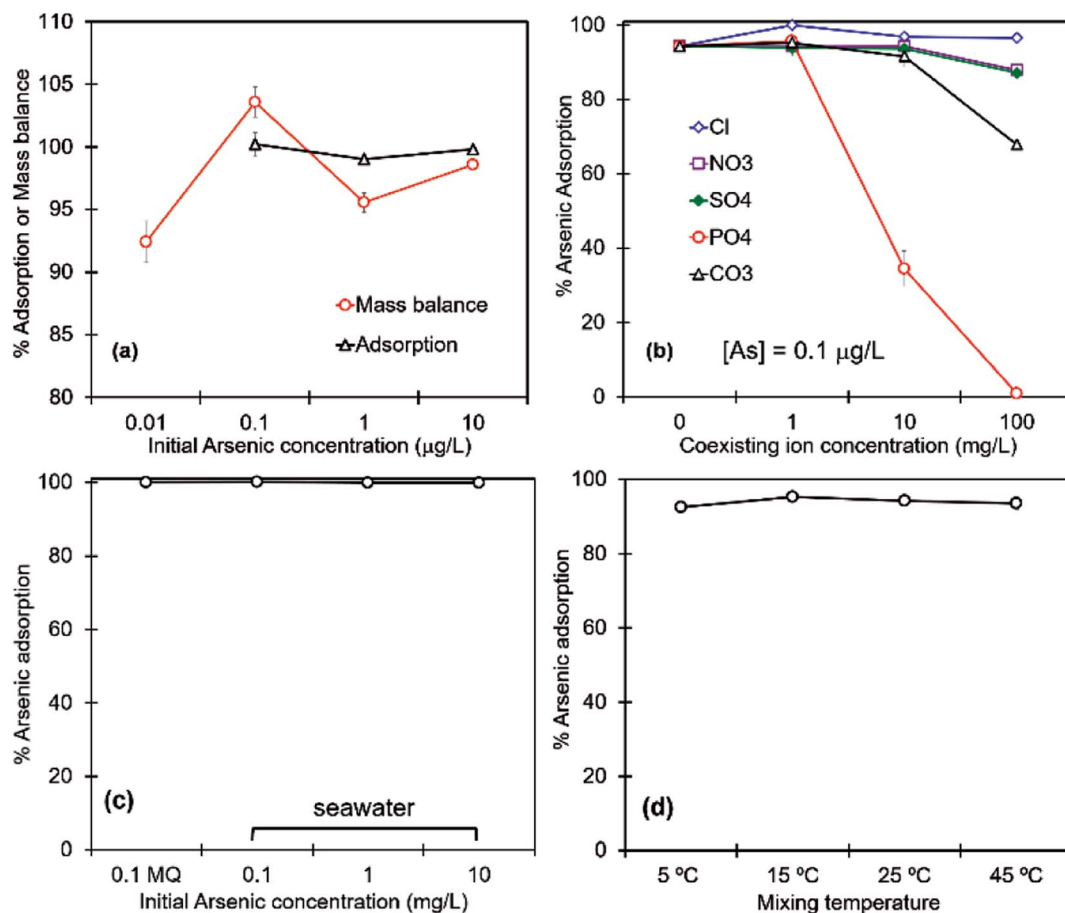 110
105
100
95
90
85
80
% Adsorption or Mass balance
Mass balance
Adsorption
(a)
0.01 0.1 1 10
Initial Arsenic concentration (μg/L)
100
80
60
40
20
0
% Arsenic Adsorption
Cl
NO3
SO4
PO4
CO3
(b) [As] = 0.1 μg/L
0 1 10 100
Coexisting ion concentration (mg/L)
100
80
60
40
20
0
% Arsenic adsorption
(c)
seawater
0.1 MQ 0.1 1 10
Initial Arsenic concentration (mg/L)
100
80
60
40
20
0
% Arsenic adsorption
(d)
5 ºC 15 ºC 25 ºC 45 ºC
Mixing temperature